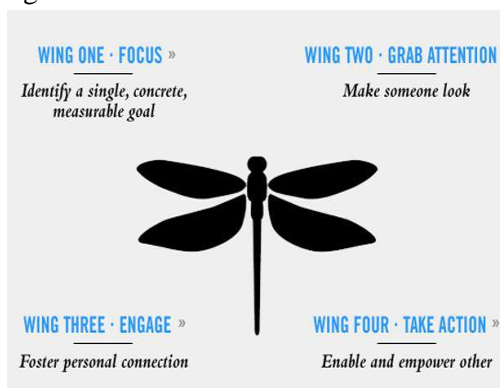 WING ONE · FOCUS »
Identify a single, concrete,
measurable goal
WING TWO · GRAB ATTENTION
Make someone look
WING THREE · ENGAGE »
Foster personal connection
WING FOUR · TAKE ACTION »
Enable and empower other